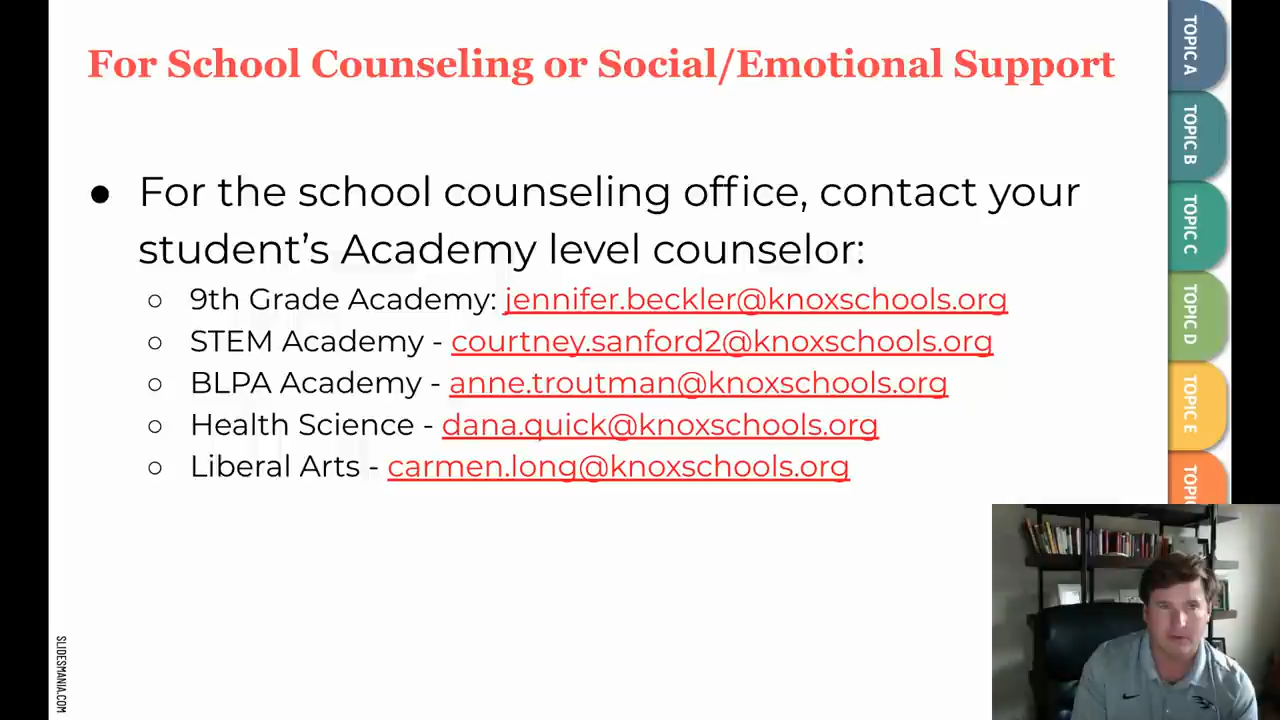 For School Counseling or Social/Emotional Support
● For the school counseling office, contact your
student’s Academy level counselor:
○ 9th Grade Academy: jennifer.beckler@knoxschools.org
○ STEM Academy - courtney.sanford2@knoxschools.org
○ BLPA Academy - anne.troutman@knoxschools.org
○ Health Science - dana.quick@knoxschools.org
○ Liberal Arts - carmen.long@knoxschools.org
TOPIC A
TOPIC B
TOPIC C
TOPIC D
TOPIC E
TOPIC
SLIDESMANIA.COM